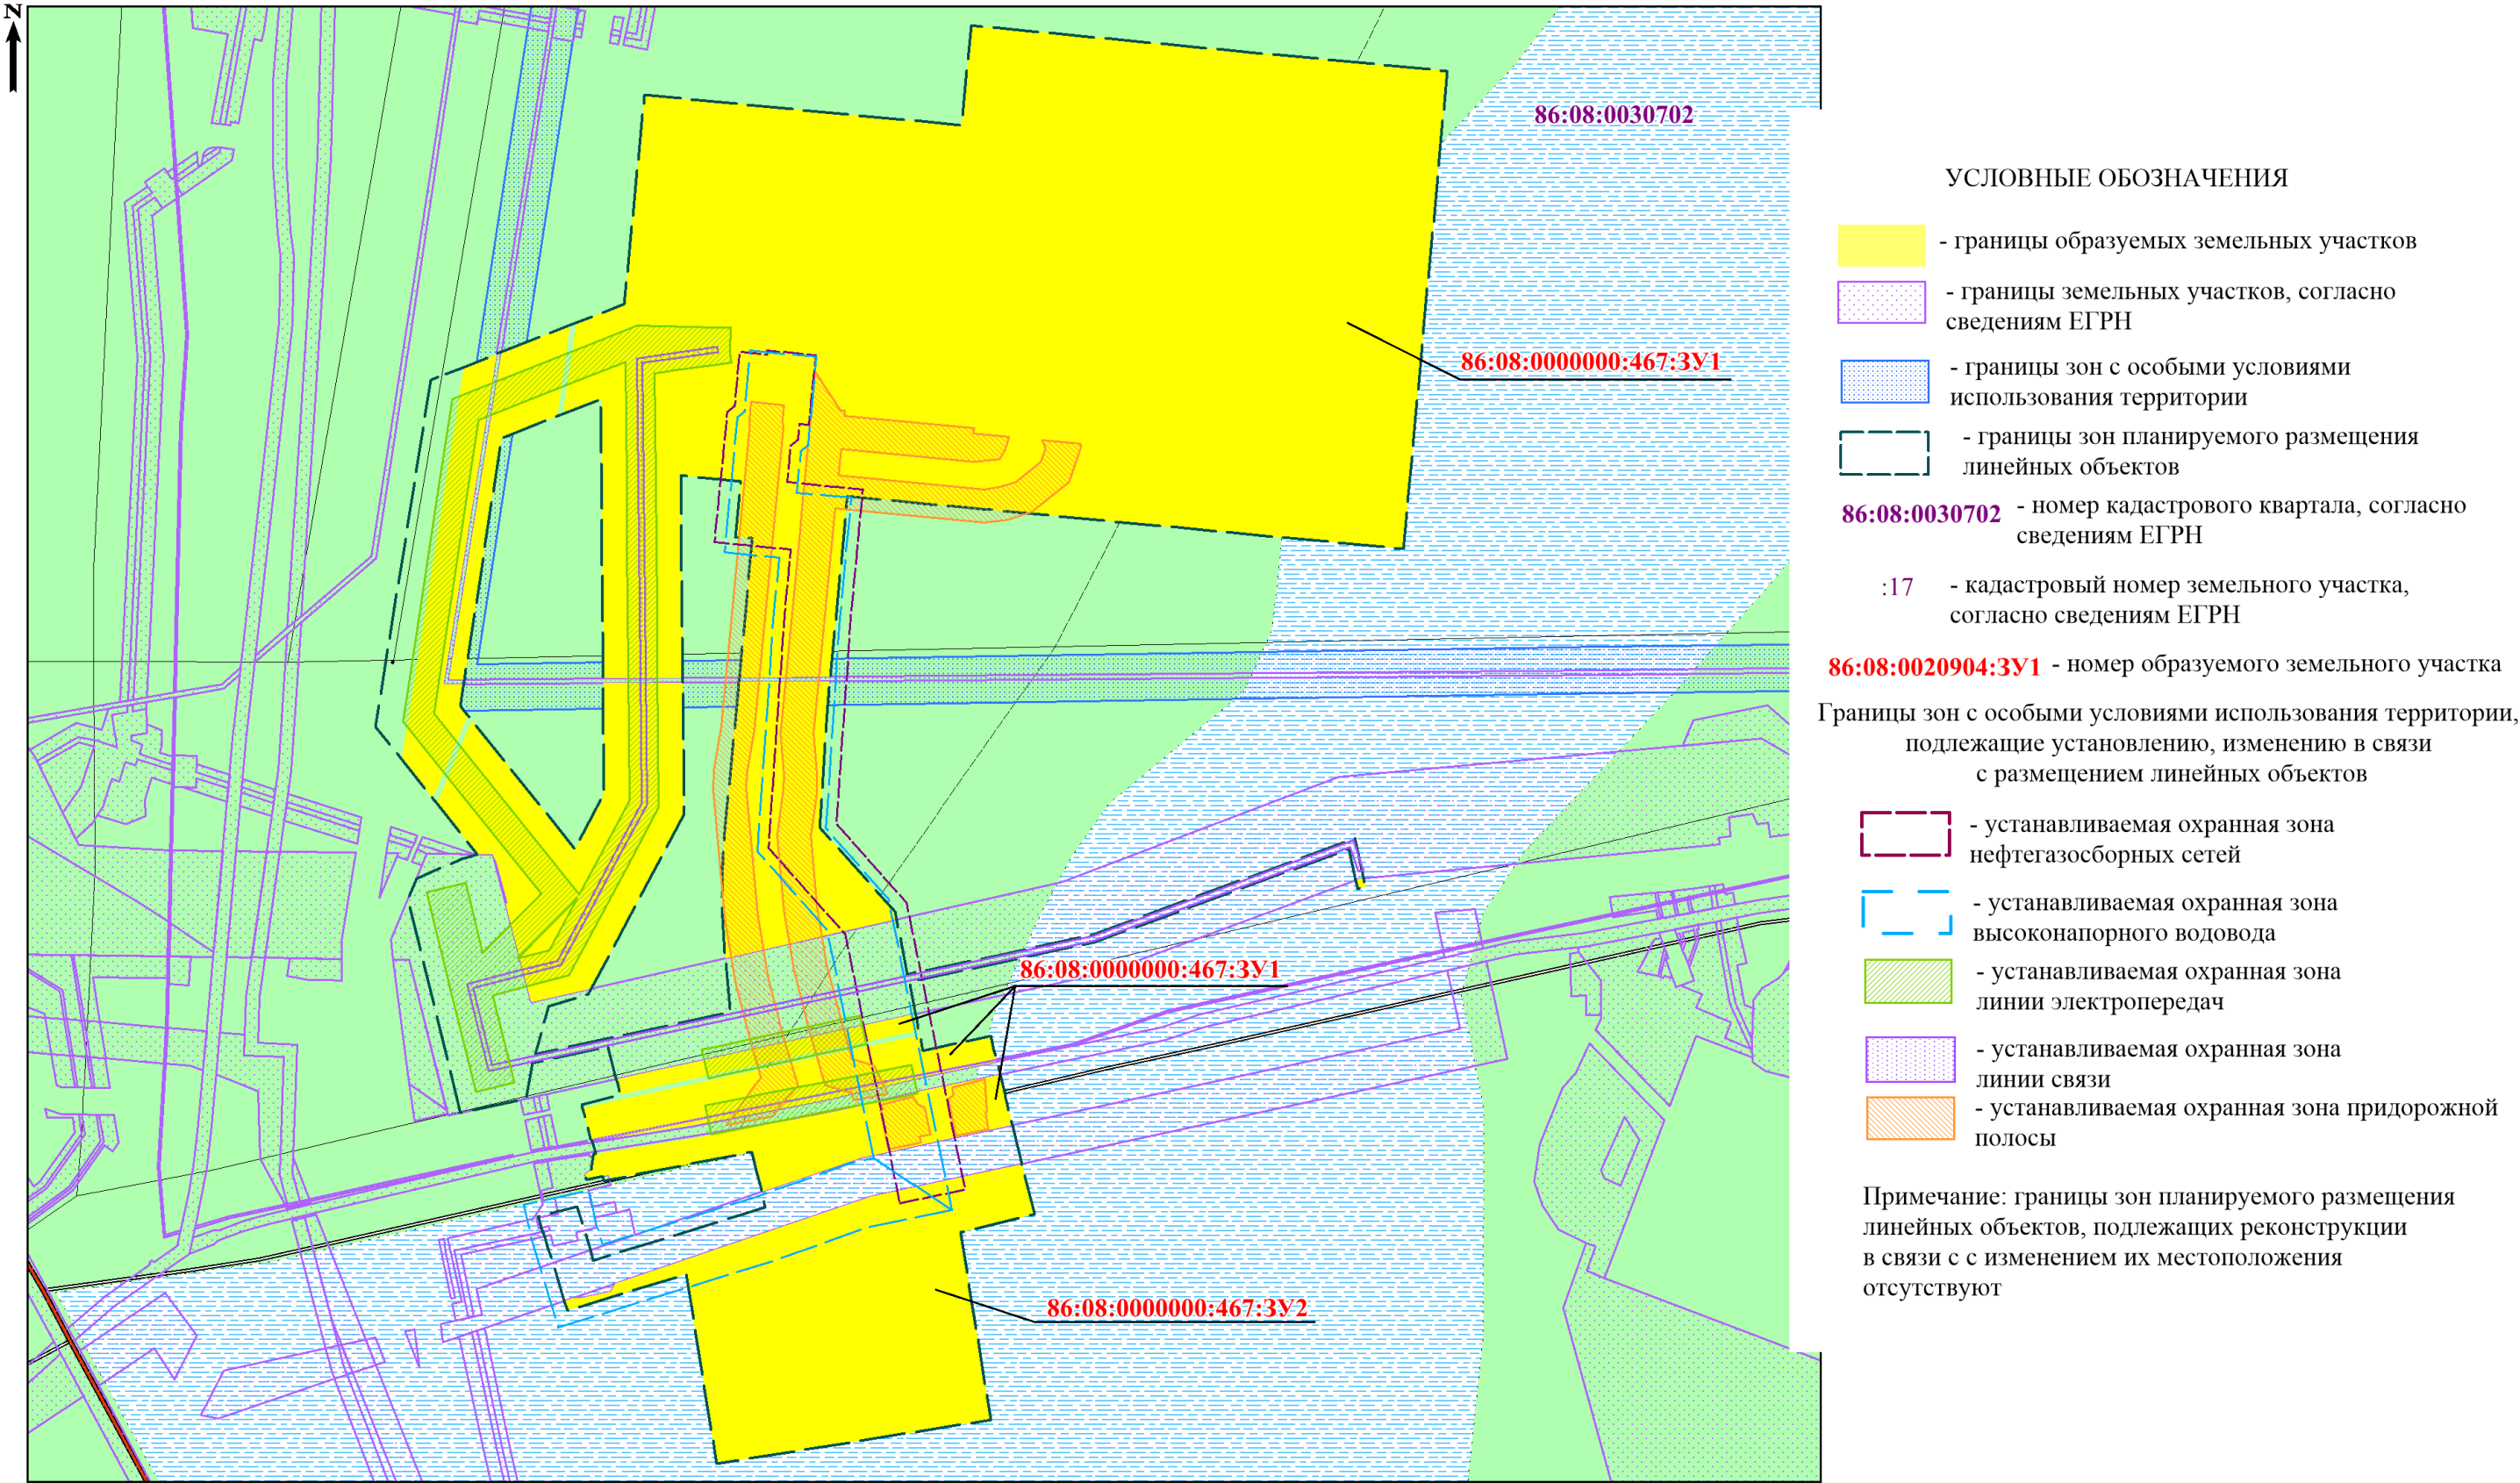 N
86:08:0030702
86:08:0000000:467:ЗУ1
86:08:0000000:467:ЗУ1
86:08:0000000:467:ЗУ2
УСЛОВНЫЕ ОБОЗНАЧЕНИЯ
- границы образуемых земельных участков
- границы земельных участков, согласно
сведениям ЕГРН
- границы зон с особыми условиями
использования территории
- границы зон планируемого размещения
линейных объектов
86:08:0030702 - номер кадастрового квартала, согласно
сведениям ЕГРН
:17 - кадастровый номер земельного участка,
согласно сведениям ЕГРН
86:08:0020904:ЗУ1 - номер образуемого земельного участка
Границы зон с особыми условиями использования территории,
подлежащие установлению, изменению в связи
с размещением линейных объектов
- устанавливаемая охранная зона
нефтегазосборных сетей
- устанавливаемая охранная зона
высоконапорного водовода
- устанавливаемая охранная зона
линии электропередач
- устанавливаемая охранная зона
линии связи
- устанавливаемая охранная зона придорожной
полосы
Примечание: границы зон планируемого размещения
линейных объектов, подлежащих реконструкции
в связи с с изменением их местоположения
отсутствуют